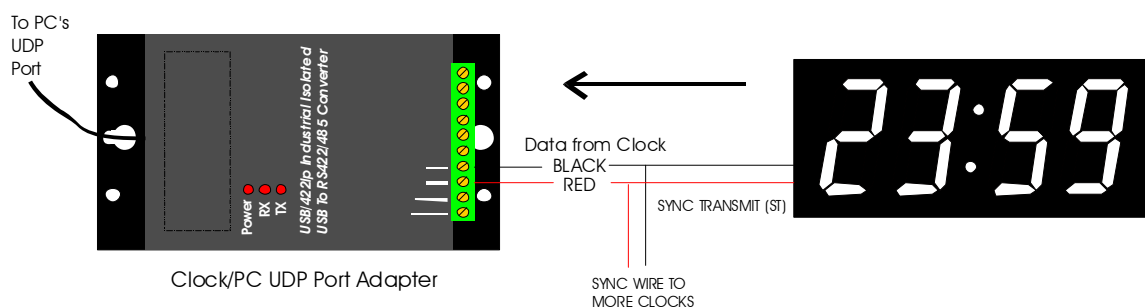 To PC's
UDP
Port
USB/422Ip Industrial Isolated
USB To RS422/485 Converter
Power
RX
TX
Clock/PC UDP Port Adapter
Data from Clock
BLACK
RED
SYNC TRANSMIT (ST)
SYNC WIRE TO
MORE CLOCKS
23:59